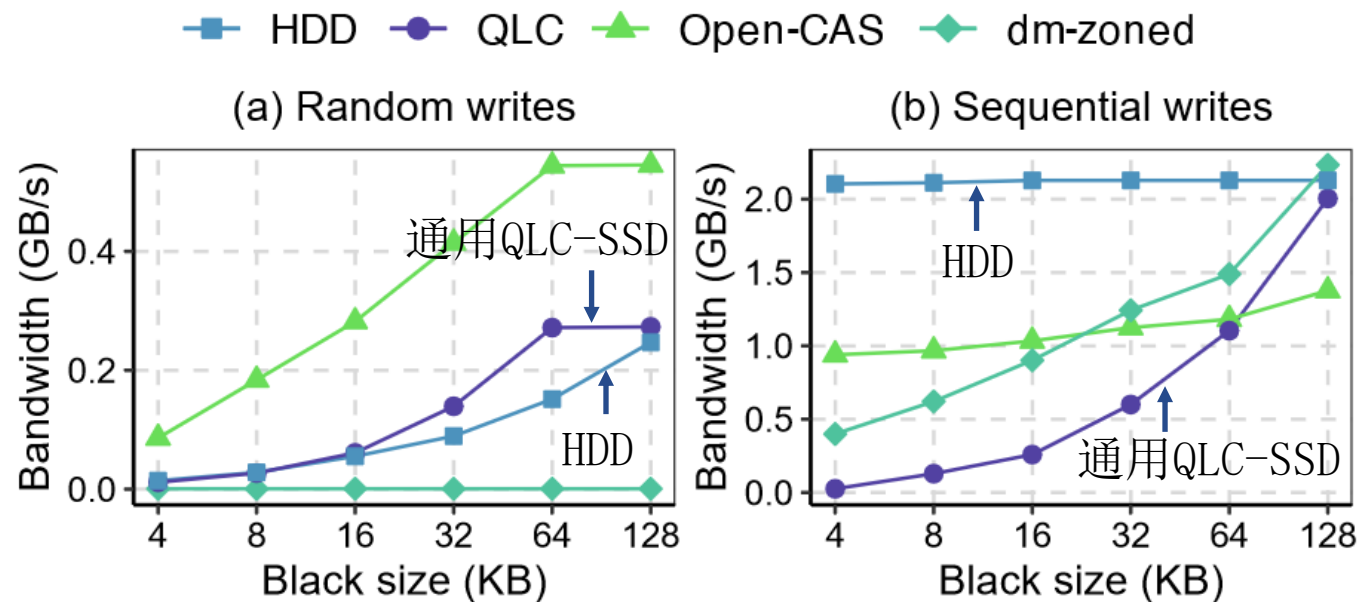 HDD QLC Open-CAS dm-zoned
(a) Random writes
Bandwidth (GB/s)
0.4
0.2
0.0
通用QLC-SSD
HDD
4 8 16 32 64 128
Black size (KB)
(b) Sequential writes
Bandwidth (GB/s)
2.0
1.5
1.0
0.5
0.0
HDD
通用QLC-SSD
4 8 16 32 64 128
Black size (KB)